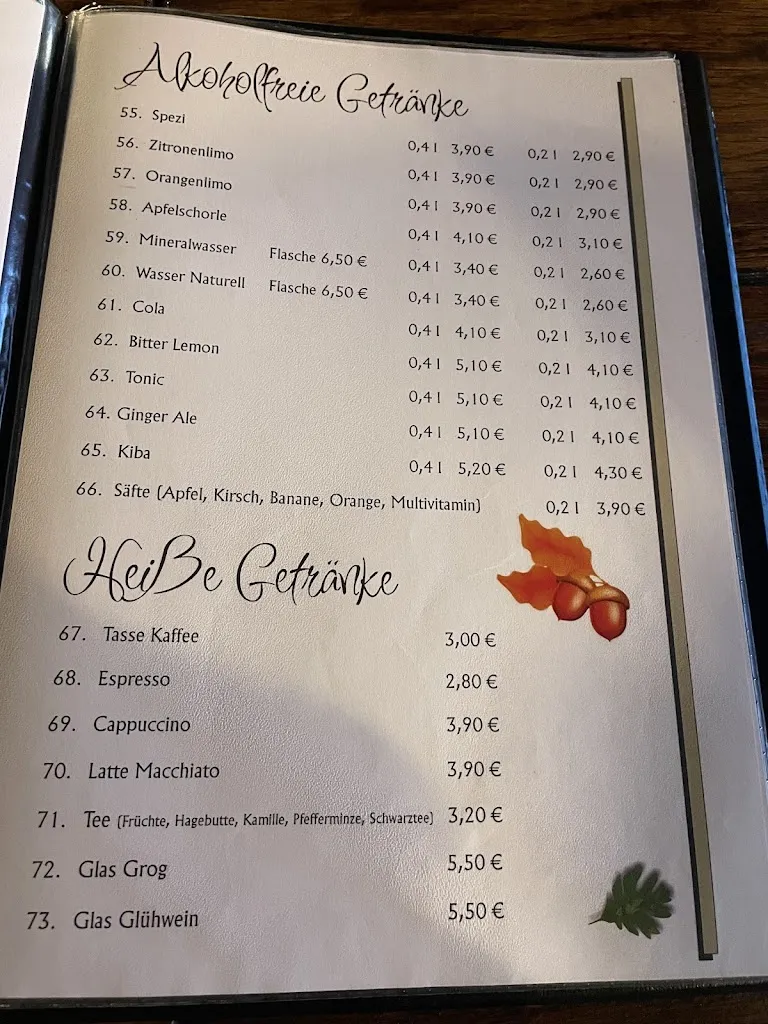 Alkoholfreie Getränke
55. Spezi 0,4 l 3,90 € 0,2 l 2,90 €
56. Zitronenlimo 0,4 l 3,90 € 0,2 l 2,90 €
57. Orangenlimo 0,4 l 3,90 € 0,2 l 2,90 €
58. Apfelschorle 0,4 l 4,10 € 0,2 l 3,10 €
59. Mineralwasser Flasche 6,50 € 0,4 l 3,40 € 0,2 l 2,60 €
60. Wasser Naturell Flasche 6,50 € 0,4 l 3,40 € 0,2 l 2,60 €
61. Cola 0,4 l 4,10 € 0,2 l 3,10 €
62. Bitter Lemon 0,4 l 5,10 € 0,2 l 4,10 €
63. Tonic 0,4 l 5,10 € 0,2 l 4,10 €
64. Ginger Ale 0,4 l 5,10 € 0,2 l 4,10 €
65. Kiba 0,4 l 5,20 € 0,2 l 4,30 €
66. Säfte (Apfel, Kirsch, Banane, Orange, Multivitamin) 0,2 l 3,90 €
Heiße Getränke
67. Tasse Kaffee 3,00 €
68. Espresso 2,80 €
69. Cappuccino 3,90 €
70. Latte Macchiato 3,90 €
71. Tee (Früchte, Hagebutte, Kamille, Pfefferminze, Schwarztee) 3,20 €
72. Glas Grog 5,50 €
73. Glas Glühwein 5,50 €